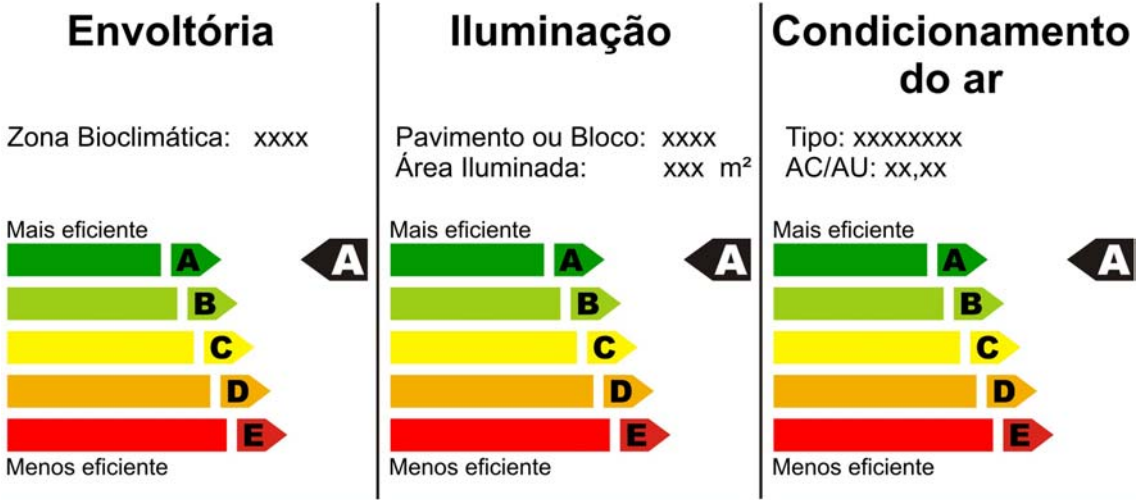 Envoltória
Zona Bioclimática: xxxx
Mais eficiente
A
A
B
C
D
E
Menos eficiente
Iluminação
Pavimento ou Bloco: xxxx
Área Iluminada: xxx m²
Mais eficiente
A
A
B
C
D
E
Menos eficiente
Condicionamento
do ar
Tipo: xxxxxxxx
AC/AU: xx,xx
Mais eficiente
A
A
B
C
D
E
Menos eficiente